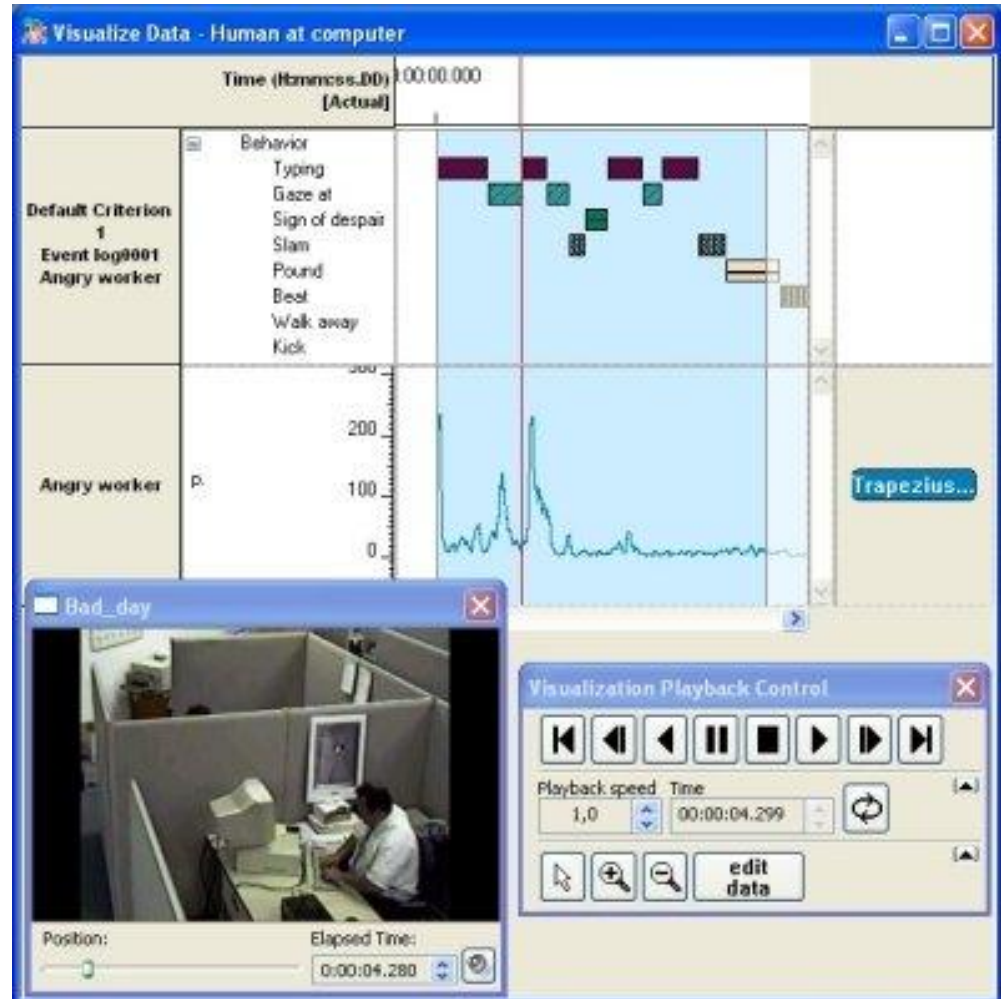 Visualize Data - Human at computer
Time (H:mm:ss.DD)
[Actual]
:00:00.000
Behavior
Typing
Gaze at
Sign of despair
Slam
Pound
Beat
Walk away
Kick
Default Criterion
1
Event log0001
Angry worker
300
200
100
0
Angry worker
P.
Trapezius...
Bad_day
Position:
Elapsed Time:
0:00:04.280
Visualization Playback Control
Playback speed
Time
1,0
00:00:04.299
edit
data